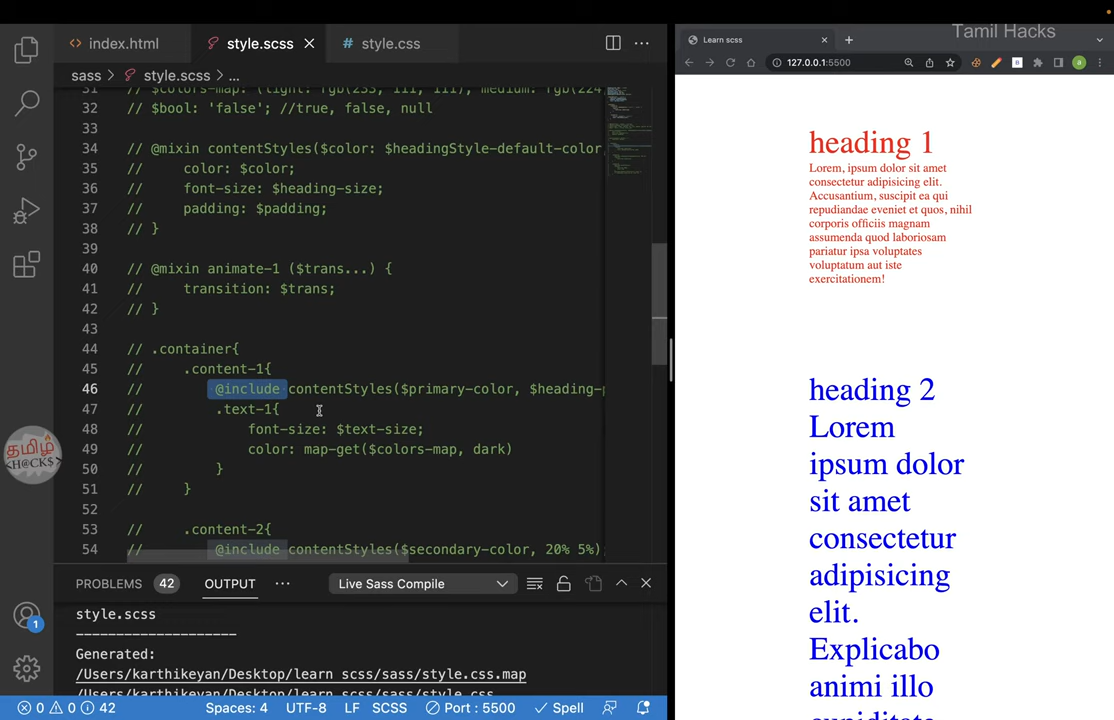 Tamil Hacks
index.html
style.scss
style.css
sass > style.scss > ...
31 // $colors-map: (light: rgb(253, 111, 111), medium: rgb(224
32 // $bool: 'false'; //true, false, null
33
34 // @mixin contentStyles($color: $headingStyle-default-color,
35 // color: $color;
36 // font-size: $heading-size;
37 // padding: $padding;
38 // }
39
40 // @mixin animate-1 ($trans...) {
41 // transition: $trans;
42 // }
43
44 // .container{
45 // .content-1{
46 // @include contentStyles($primary-color, $heading-p
47 // .text-1{
48 // font-size: $text-size;
49 // color: map-get($colors-map, dark)
50 // }
51 // }
52
53 // .content-2{
54 // @include contentStyles($secondary-color, 20% 5%);
தமிழ்
<H@CK$>
PROBLEMS 42 OUTPUT ... Live Sass Compile
style.scss
--------------------
Generated:
/Users/karthikeyan/Desktop/learn scss/sass/style.css.map
/Users/karthikeyan/Desktop/learn scss/sass/style.css
1
0 0 42 Spaces: 4 UTF-8 LF SCSS Port : 5500 Spell
Learn scss
127.0.0.1:5500
B
a
heading 1
Lorem, ipsum dolor sit amet
consectetur adipisicing elit.
Accusantium, suscipit ea qui
repudiandae eveniet et quos, nihil
corporis officiis magnam
assumenda quod laboriosam
pariatur ipsa voluptates
voluptatum aut iste
exercitationem!
heading 2
Lorem
ipsum dolor
sit amet
consectetur
adipisicing
elit.
Explicabo
animi illo
cupiditate